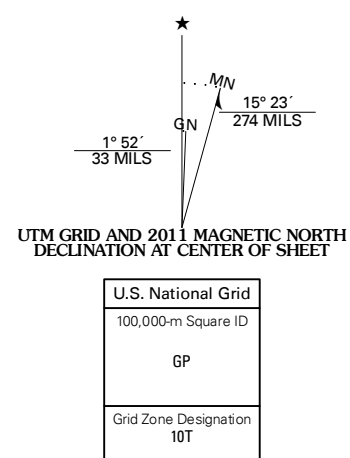 ★
MN
GN
15° 23´
274 MILS
1° 52´
33 MILS
UTM GRID AND 2011 MAGNETIC NORTH
DECLINATION AT CENTER OF SHEET
U.S. National Grid
100,000-m Square ID
GP
Grid Zone Designation
10T